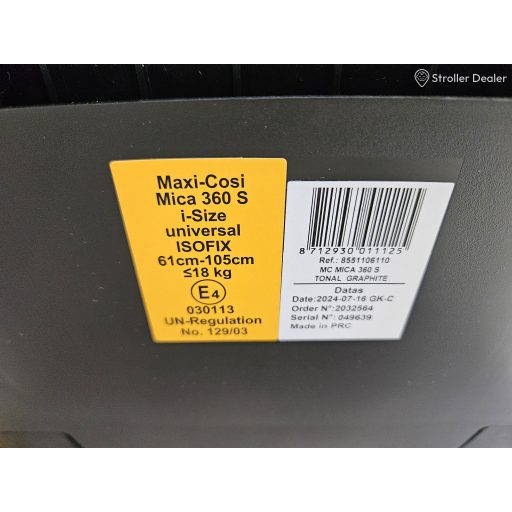 Stroller Dealer
Maxi-Cosi
Mica 360 S
i-Size
universal
ISOFIX
61cm-105cm
≤18 kg
E4
030113
UN-Regulation
No. 129/03
8 712930 011125
Ref.: 8551106110
MC MICA 360 S
TONAL GRAPHITE
Datas
Date:2024-07-16 GK-C
Order N°:2032564
Serial N°: 049639
Made in PRC